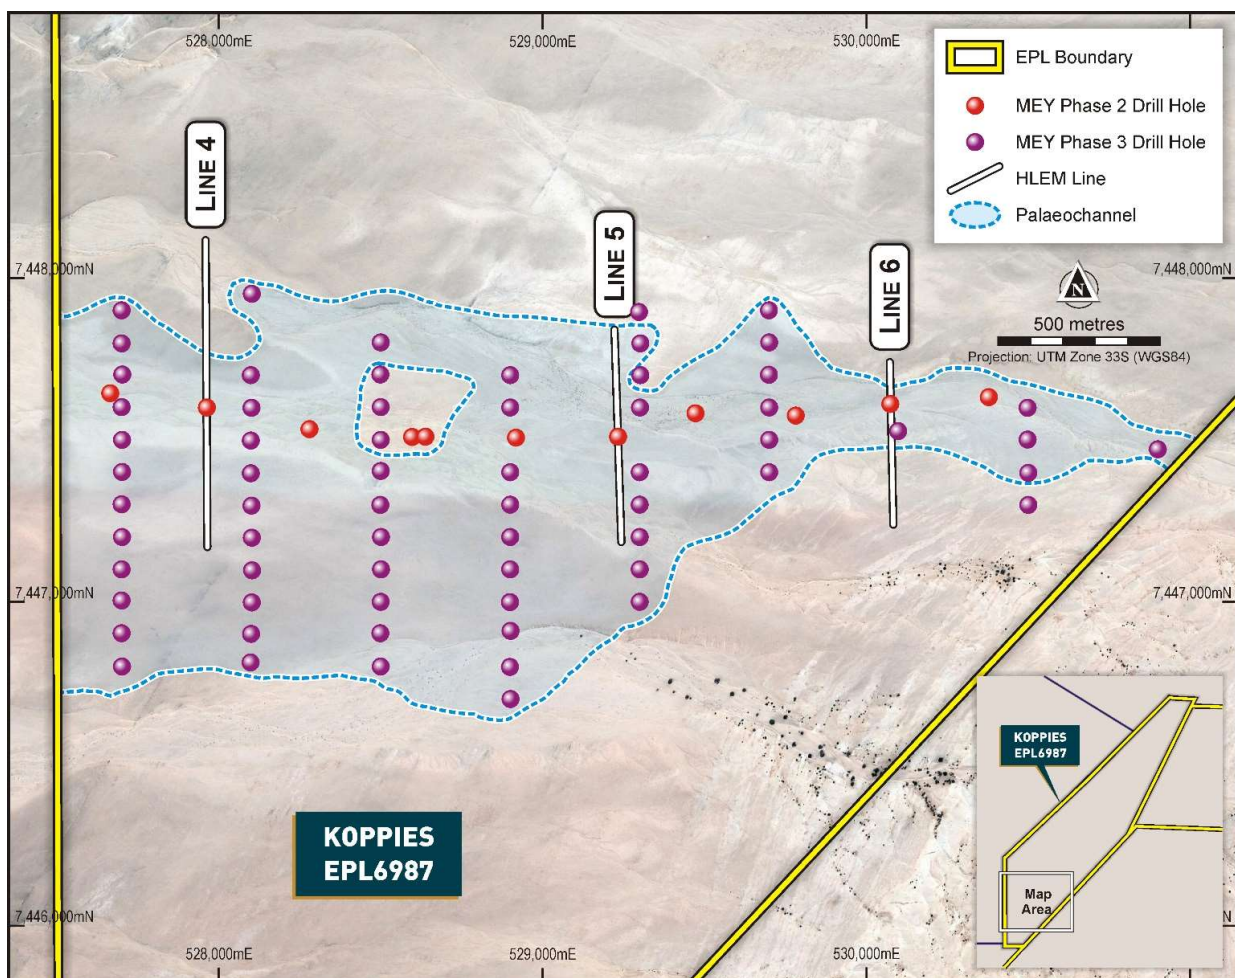 528,000mE
529,000mE
530,000mE
EPL Boundary
MEY Phase 2 Drill Hole
MEY Phase 3 Drill Hole
HLEM Line
Palaeochannel
LINE 4
LINE 5
LINE 6
7,448,000mN
7,448,000mN
N
500 metres
Projection: UTM Zone 33S (WGS84)
7,447,000mN
7,447,000mN
KOPPIES
EPL6987
KOPPIES
EPL6987
Map
Area
7,446,000mN
N
528,000mE
529,000mE
530,000mE